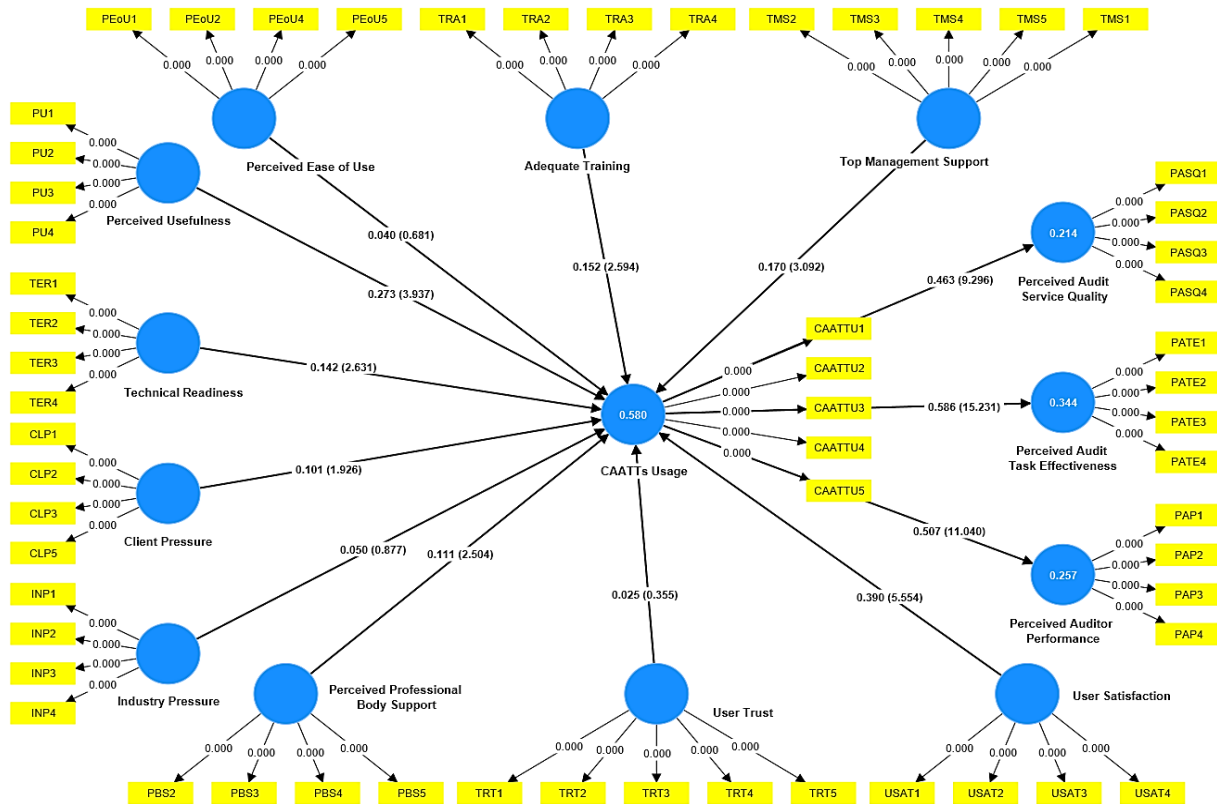 PEoU1 PEoU2 PEoU4 PEoU5 TRA1 TRA2 TRA3 TRA4 TMS2 TMS3 TMS4 TMS5 TMS1
0.000 0.000 0.000 0.000 0.000 0.000 0.000 0.000 0.000 0.000 0.000 0.000 0.000
Perceived Ease of Use
Adequate Training
Top Management Support
PU1
PU2
PU3
PU4
0.000
0.000
0.000
0.000
Perceived Usefulness
TER1
TER2
TER3
TER4
0.000
0.000
0.000
0.000
Technical Readiness
CLP1
CLP2
CLP3
CLP5
0.000
0.000
0.000
0.000
Client Pressure
INP1
INP2
INP3
INP4
0.000
0.000
0.000
0.000
Industry Pressure
0.040 (0.681)
0.152 (2.594)
0.170 (3.092)
0.273 (3.937)
0.142 (2.631)
0.101 (1.926)
0.050 (0.877)
0.111 (2.504)
0.025 (0.355)
0.390 (5.554)
0.580
CAATTs Usage
0.000
0.000
0.000
0.000
0.000
CAATTU1
CAATTU2
CAATTU3
CAATTU4
CAATTU5
0.463 (9.296)
0.586 (15.231)
0.507 (11.040)
0.214
Perceived Audit
Service Quality
0.000
0.000
0.000
0.000
PASQ1
PASQ2
PASQ3
PASQ4
0.344
Perceived Audit
Task Effectiveness
0.000
0.000
0.000
0.000
PATE1
PATE2
PATE3
PATE4
0.257
Perceived Auditor
Performance
0.000
0.000
0.000
0.000
PAP1
PAP2
PAP3
PAP4
Perceived Professional
Body Support
User Trust
User Satisfaction
0.000 0.000 0.000 0.000 0.000 0.000 0.000 0.000 0.000 0.000 0.000 0.000 0.000
PBS2 PBS3 PBS4 PBS5 TRT1 TRT2 TRT3 TRT4 TRT5 USAT1 USAT2 USAT3 USAT4